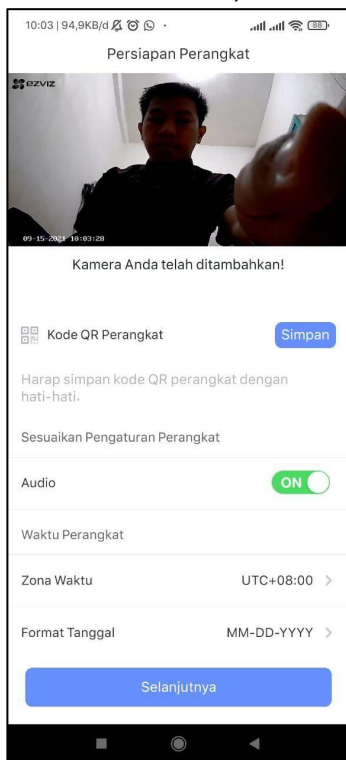 10:03 | 94,9KB/d
88
Persiapan Perangkat
ezviz
09-15-2021 10:03:28
Kamera Anda telah ditambahkan!
Kode QR Perangkat
Simpan
Harap simpan kode QR perangkat dengan
hati-hati.
Sesuaikan Pengaturan Perangkat
Audio
ON
Waktu Perangkat
Zona Waktu
UTC+08:00
Format Tanggal
MM-DD-YYYY
Selanjutnya